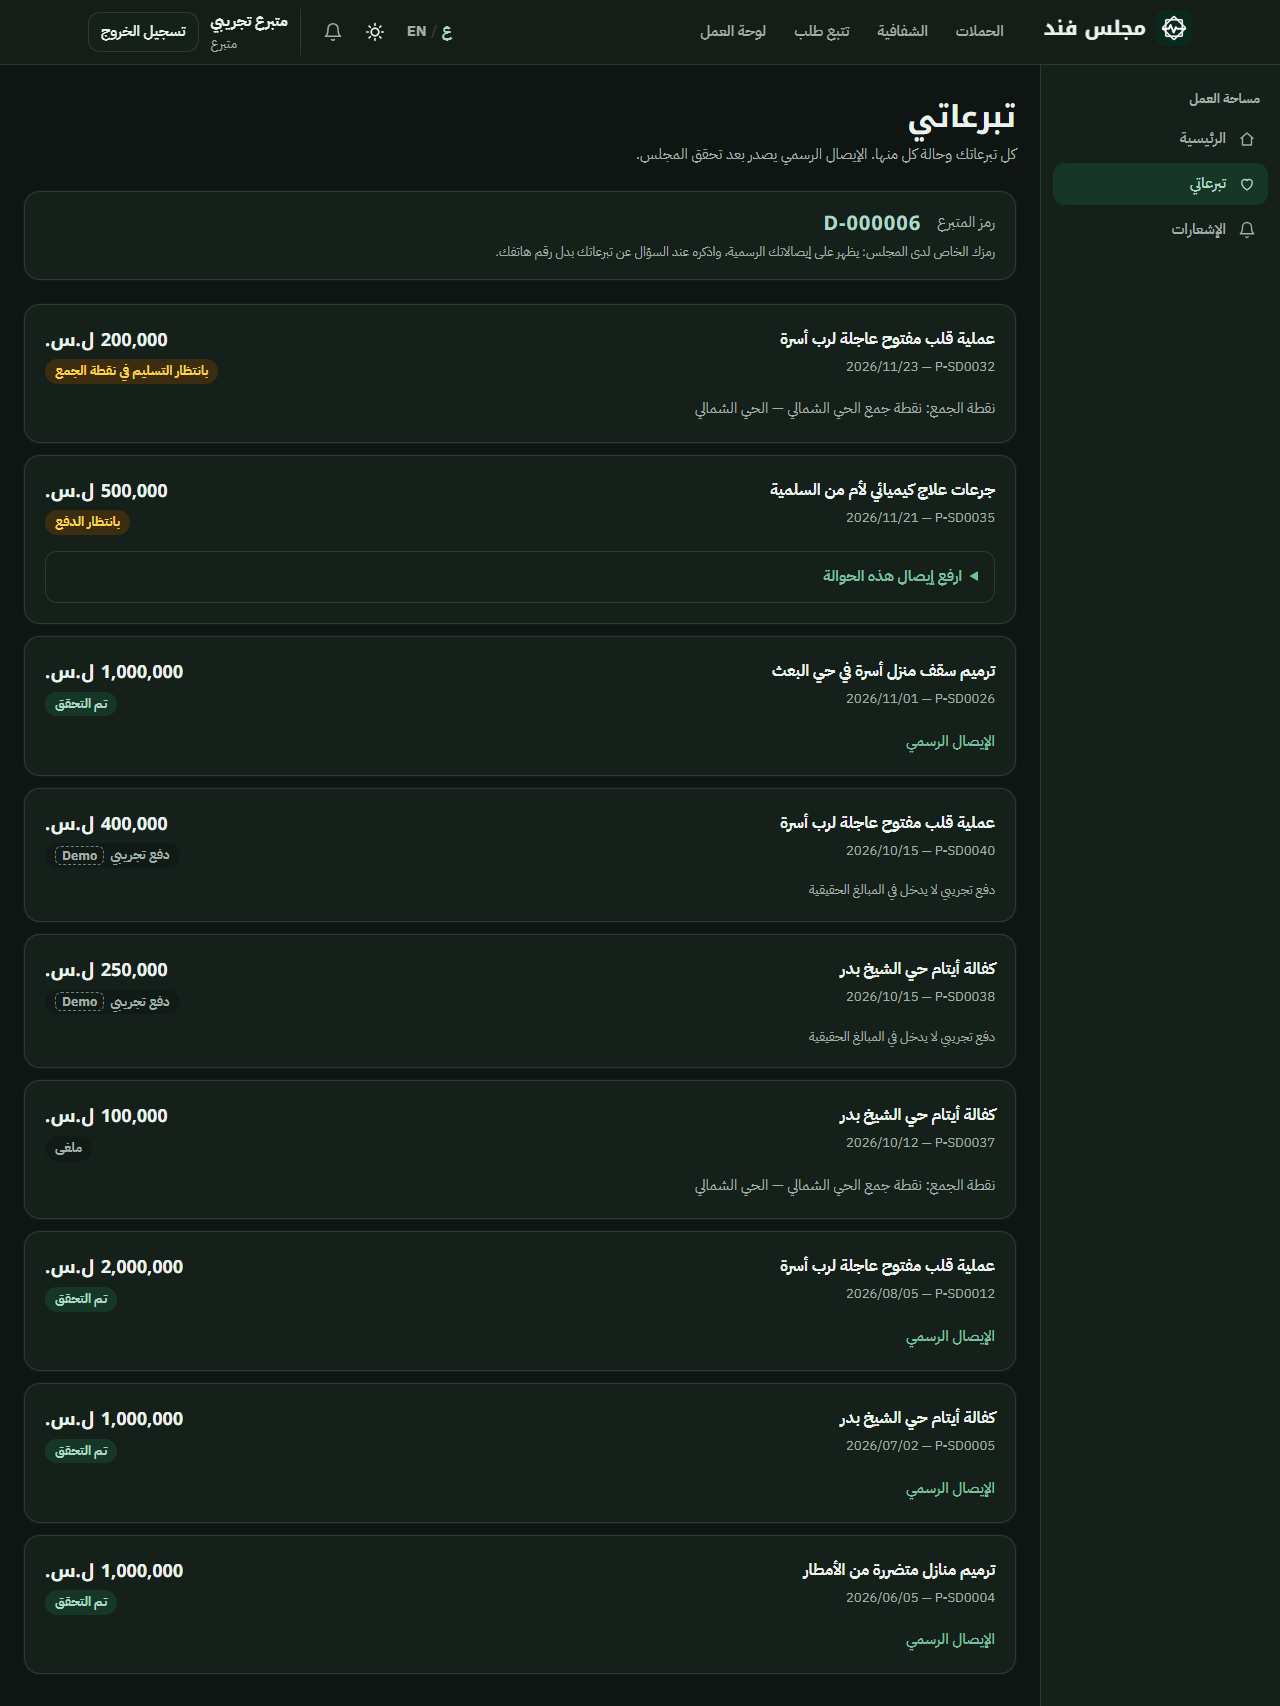 مجلس فند
الحملات
الشفافية
تتبع طلب
لوحة العمل
ع / EN
متبرع تجريبي
متبرع
تسجيل الخروج
مساحة العمل
الرئيسية
تبرعاتي
الإشعارات
تبرعاتي
كل تبرعاتك وحالة كل منها. الإيصال الرسمي يصدر بعد تحقق المجلس.
رمز المتبرع D-000006
رمزك الخاص لدى المجلس: يظهر على إيصالاتك الرسمية، واذكره عند السؤال عن تبرعاتك بدل رقم هاتفك.
عملية قلب مفتوح عاجلة لرب أسرة
200,000 ل.س.
2026/11/23 — P-SD0032
بانتظار التسليم في نقطة الجمع
نقطة الجمع: نقطة جمع الحي الشمالي — الحي الشمالي
جرعات علاج كيميائي لأم من السلمية
500,000 ل.س.
2026/11/21 — P-SD0035
بانتظار الدفع
ارفع إيصال هذه الحوالة
ترميم سقف منزل أسرة في حي البعث
1,000,000 ل.س.
2026/11/01 — P-SD0026
تم التحقق
الإيصال الرسمي
عملية قلب مفتوح عاجلة لرب أسرة
400,000 ل.س.
2026/10/15 — P-SD0040
دفع تجريبي Demo
دفع تجريبي لا يدخل في المبالغ الحقيقية
كفالة أيتام حي الشيخ بدر
250,000 ل.س.
2026/10/15 — P-SD0038
دفع تجريبي Demo
دفع تجريبي لا يدخل في المبالغ الحقيقية
كفالة أيتام حي الشيخ بدر
100,000 ل.س.
2026/10/12 — P-SD0037
ملغى
نقطة الجمع: نقطة جمع الحي الشمالي — الحي الشمالي
عملية قلب مفتوح عاجلة لرب أسرة
2,000,000 ل.س.
2026/08/05 — P-SD0012
تم التحقق
الإيصال الرسمي
كفالة أيتام حي الشيخ بدر
1,000,000 ل.س.
2026/07/02 — P-SD0005
تم التحقق
الإيصال الرسمي
ترميم منازل متضررة من الأمطار
1,000,000 ل.س.
2026/06/05 — P-SD0004
تم التحقق
الإيصال الرسمي